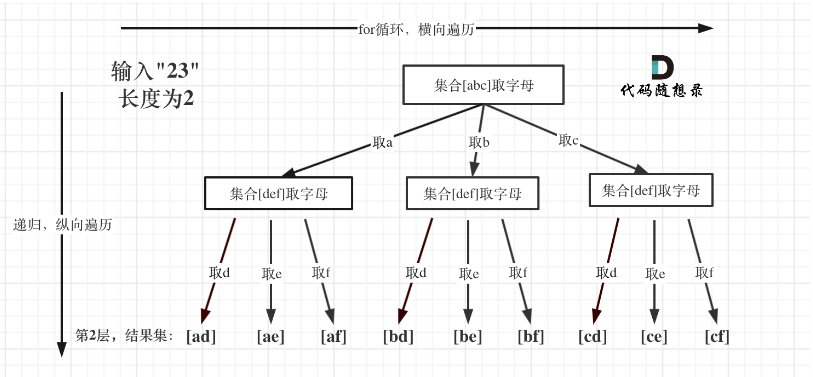 for循环，横向遍历
输入"23"
长度为2
集合[abc]取字母
代码随想录
取a
取b
取c
集合[def]取字母
集合[def]取字母
集合[def]取字母
递归，纵向遍历
取d
取e
取f
取d
取e
取f
取d
取e
取f
第2层，结果集： [ad] [ae] [af] [bd] [be] [bf] [cd] [ce] [cf]